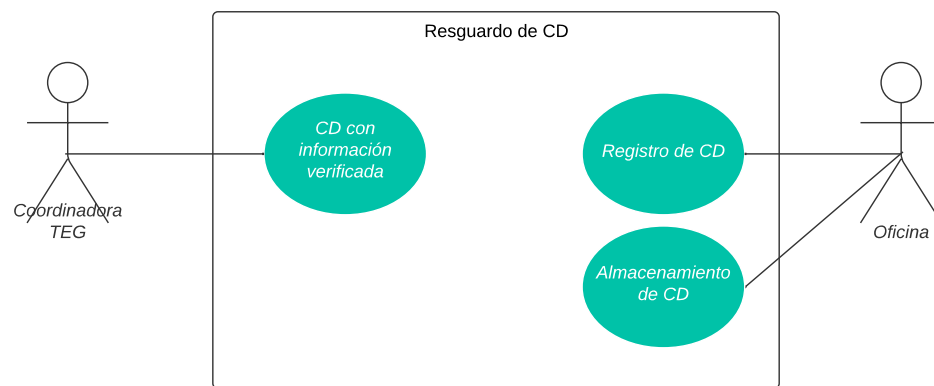 Resguardo de CD
CD con
información
verificada
Registro de CD
Coordinadora
TEG
Oficina
Almacenamiento
de CD